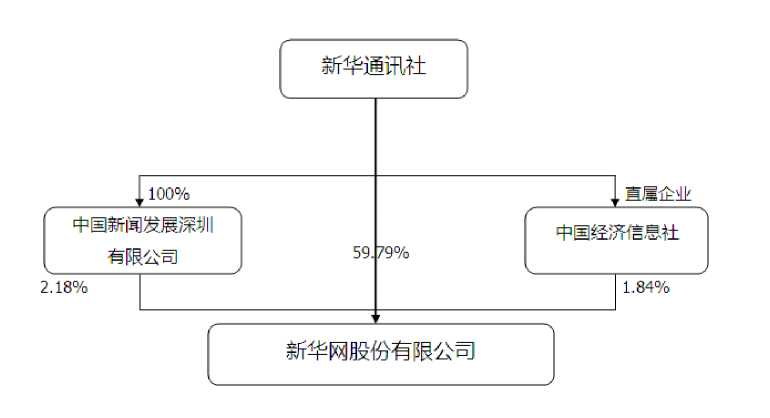 新华通讯社
100%
直属企业
中国新闻发展深圳
有限公司
中国经济信息社
59.79%
2.18%
1.84%
新华网股份有限公司